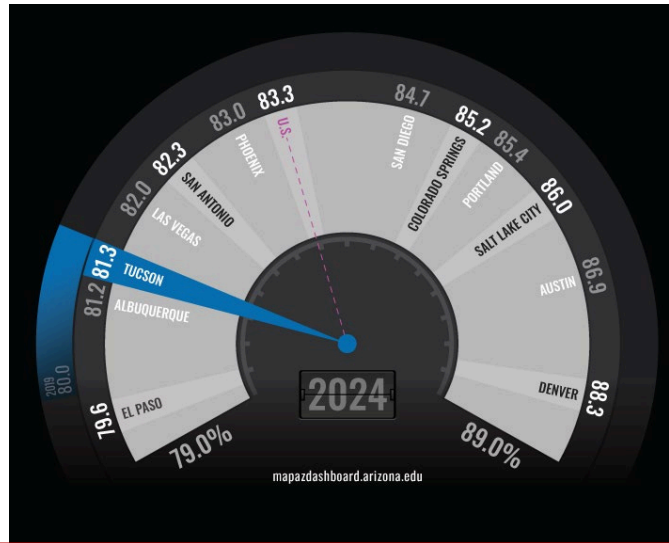 2019
80.0
79.6
EL PASO
81.2
ALBUQUERQUE
81.3
TUCSON
82.0
LAS VEGAS
82.3
SAN ANTONIO
83.0
PHOENIX
83.3
U.S.
84.7
SAN DIEGO
85.2
COLORADO SPRINGS
85.4
PORTLAND
86.0
SALT LAKE CITY
86.9
AUSTIN
88.3
DENVER
79.0%
2024
89.0%
mapazdashboard.arizona.edu